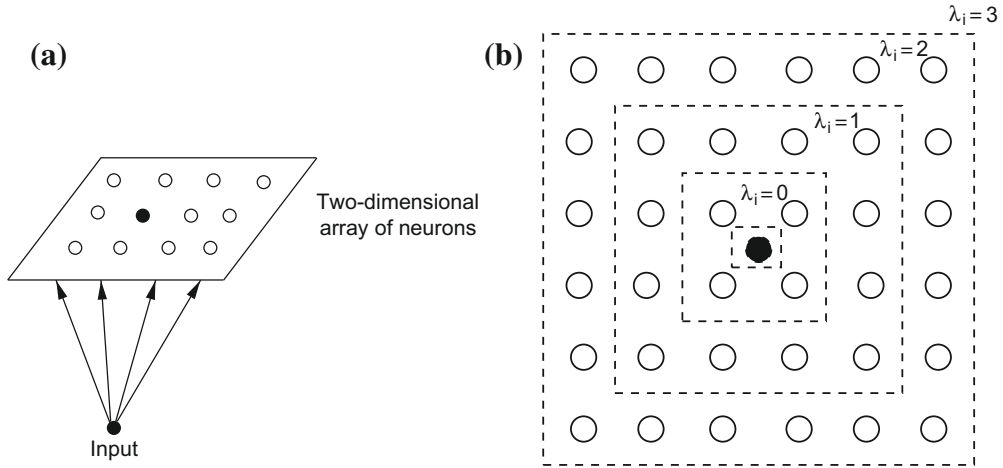 (a)
Two-dimensional
array of neurons
Input
(b)
λi=3
λi=2
λi=1
λi=0